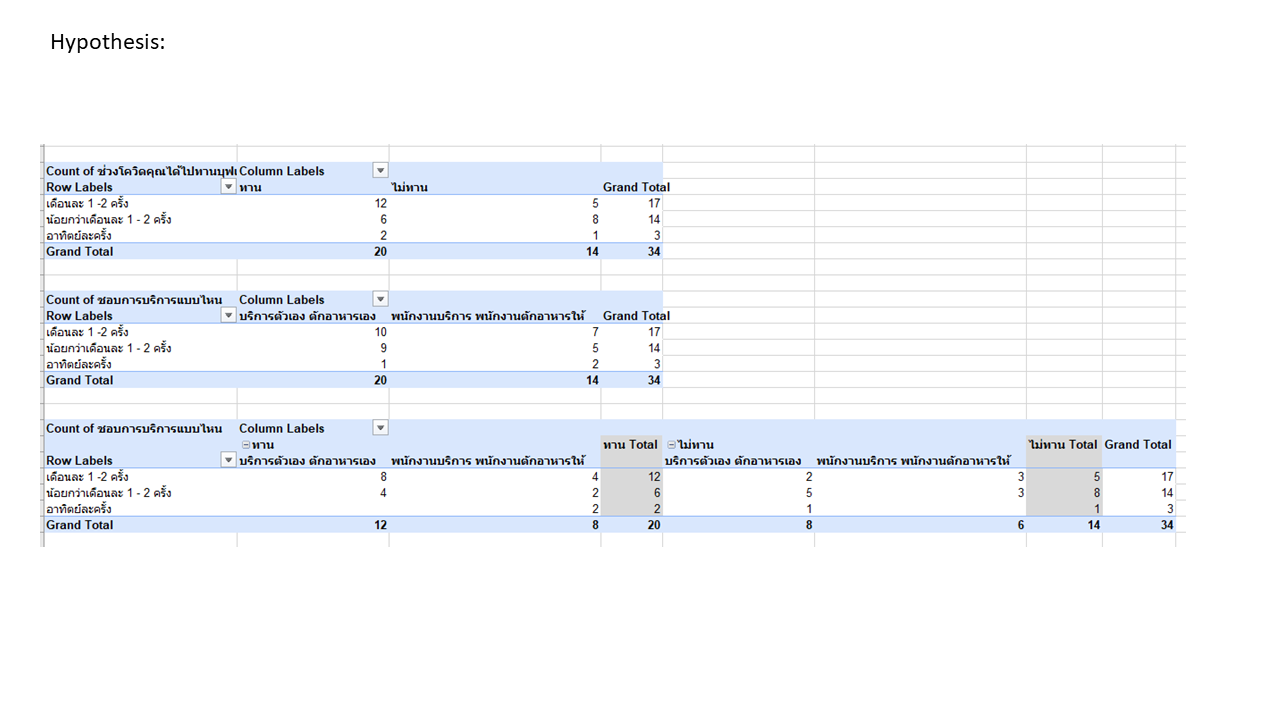 Hypothesis:
Count of ช่วงโควิดคุณได้ไปทานบุฟเ Column Labels
Row Labels ทาน ไม่ทาน Grand Total
เดือนละ 1 -2 ครั้ง 12 5 17
น้อยกว่าเดือนละ 1 - 2 ครั้ง 6 8 14
อาทิตย์ละครั้ง 2 1 3
Grand Total 20 14 34
Count of ชอบการบริการแบบไหน Column Labels
Row Labels บริการตัวเอง ตักอาหารเอง พนักงานบริการ พนักงานตักอาหารให้ Grand Total
เดือนละ 1 -2 ครั้ง 10 7 17
น้อยกว่าเดือนละ 1 - 2 ครั้ง 9 5 14
อาทิตย์ละครั้ง 1 2 3
Grand Total 20 14 34
Count of ชอบการบริการแบบไหน Column Labels
ทาน ทาน Total ไม่ทาน ไม่ทาน Total Grand Total
Row Labels บริการตัวเอง ตักอาหารเอง พนักงานบริการ พนักงานตักอาหารให้ บริการตัวเอง ตักอาหารเอง พนักงานบริการ พนักงานตักอาหารให้
เดือนละ 1 -2 ครั้ง 8 4 12 2 3 5 17
น้อยกว่าเดือนละ 1 - 2 ครั้ง 4 2 6 5 3 8 14
อาทิตย์ละครั้ง 2 2 1 1 3
Grand Total 12 8 20 8 6 14 34